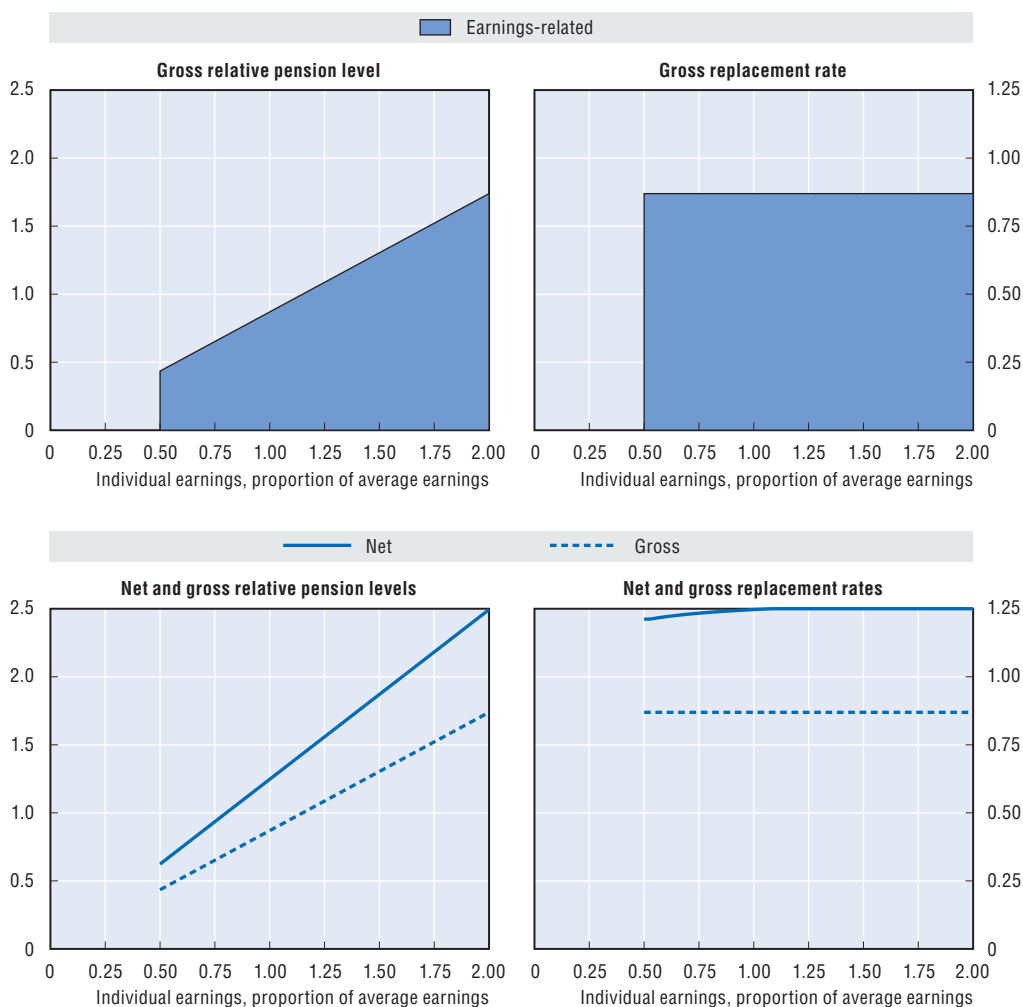 Earnings-related
Gross relative pension level
2.5
2.0
1.5
1.0
0.5
0
0 0.25 0.50 0.75 1.00 1.25 1.50 1.75 2.00
Individual earnings, proportion of average earnings
Gross replacement rate
1.25
1.00
0.75
0.50
0.25
0
0 0.25 0.50 0.75 1.00 1.25 1.50 1.75 2.00
Individual earnings, proportion of average earnings
Net Gross
Net and gross relative pension levels
2.5
2.0
1.5
1.0
0.5
0
0 0.25 0.50 0.75 1.00 1.25 1.50 1.75 2.00
Individual earnings, proportion of average earnings
Net and gross replacement rates
1.25
1.00
0.75
0.50
0.25
0
0 0.25 0.50 0.75 1.00 1.25 1.50 1.75 2.00
Individual earnings, proportion of average earnings